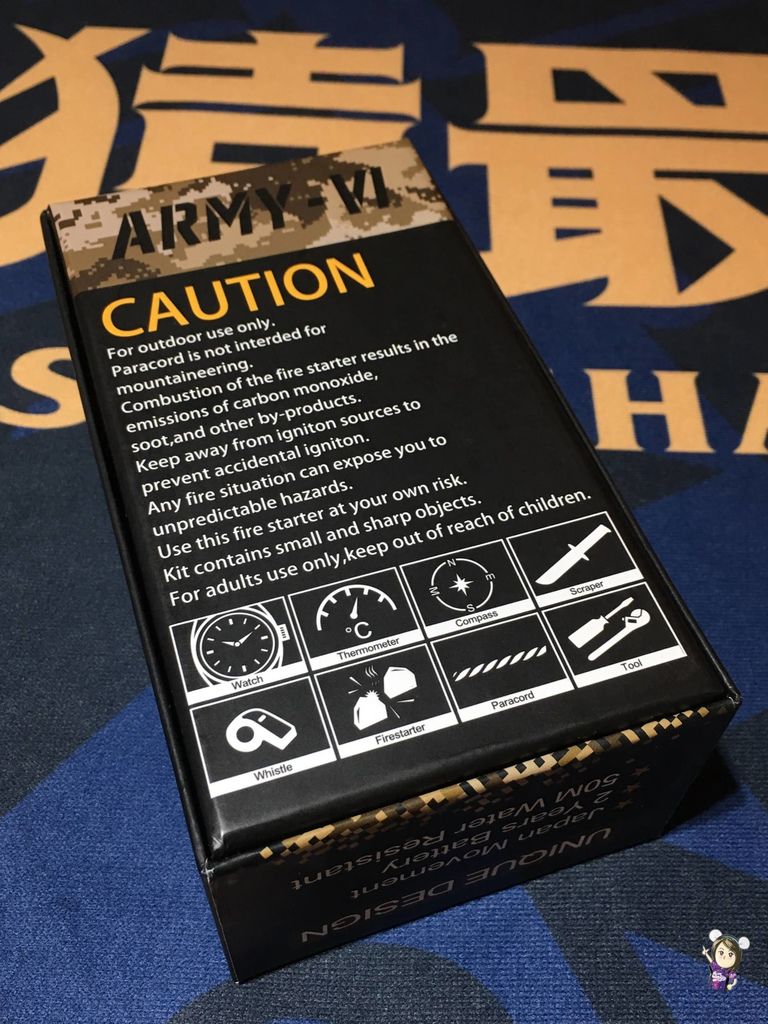 猪最
S
HA
ARMY-VI
CAUTION
For outdoor use only.
Paracord is not interded for
mountaineering.
Combustion of the fire starter results in the
emissions of carbon monoxide,
soot,and other by-products.
Keep away from igniton sources to
prevent accidental igniton.
Any fire situation can expose you to
unpredictable hazards.
Use this fire starter at your own risk.
Kit contains small and sharp objects.
For adults use only,keep out of reach of children.
Watch
°C
Thermometer
N
E
S
W
Compass
Scraper
Whistle
Firestarter
Paracord
Tool
UNIQUE DESIGN
Japan Movement
2 Years Battery
50M Water Resistant